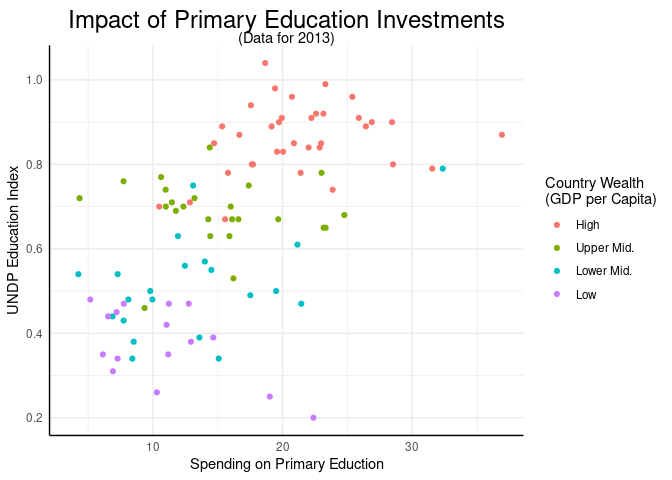 Impact of Primary Education Investments
(Data for 2013)
UNDP Education Index
1.0
0.8
0.6
0.4
0.2
10 20 30
Spending on Primary Eduction
Country Wealth
(GDP per Capita)
High
Upper Mid.
Lower Mid.
Low